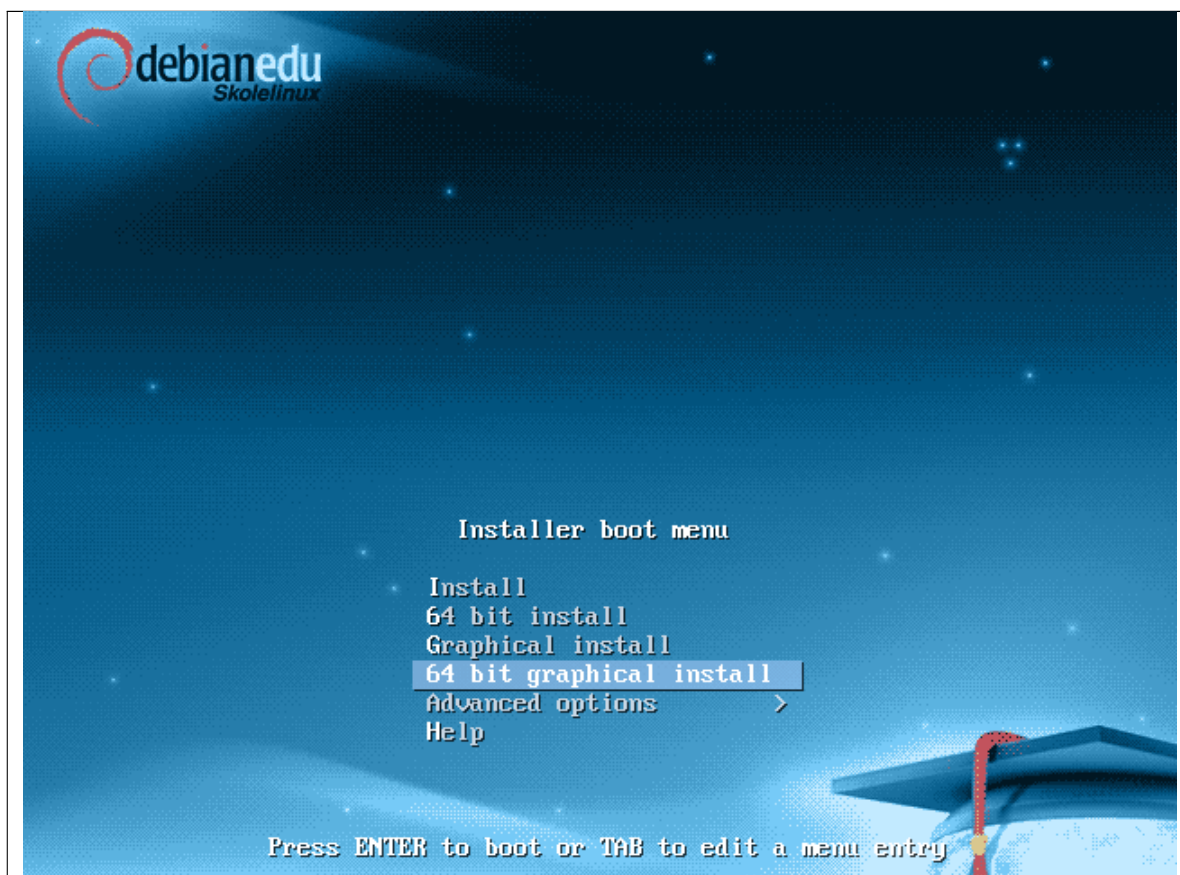 debianedu
Skolelinux
Installer boot menu
Install
64 bit install
Graphical install
64 bit graphical install
Advanced options >
Help
Press ENTER to boot or TAB to edit a menu entry